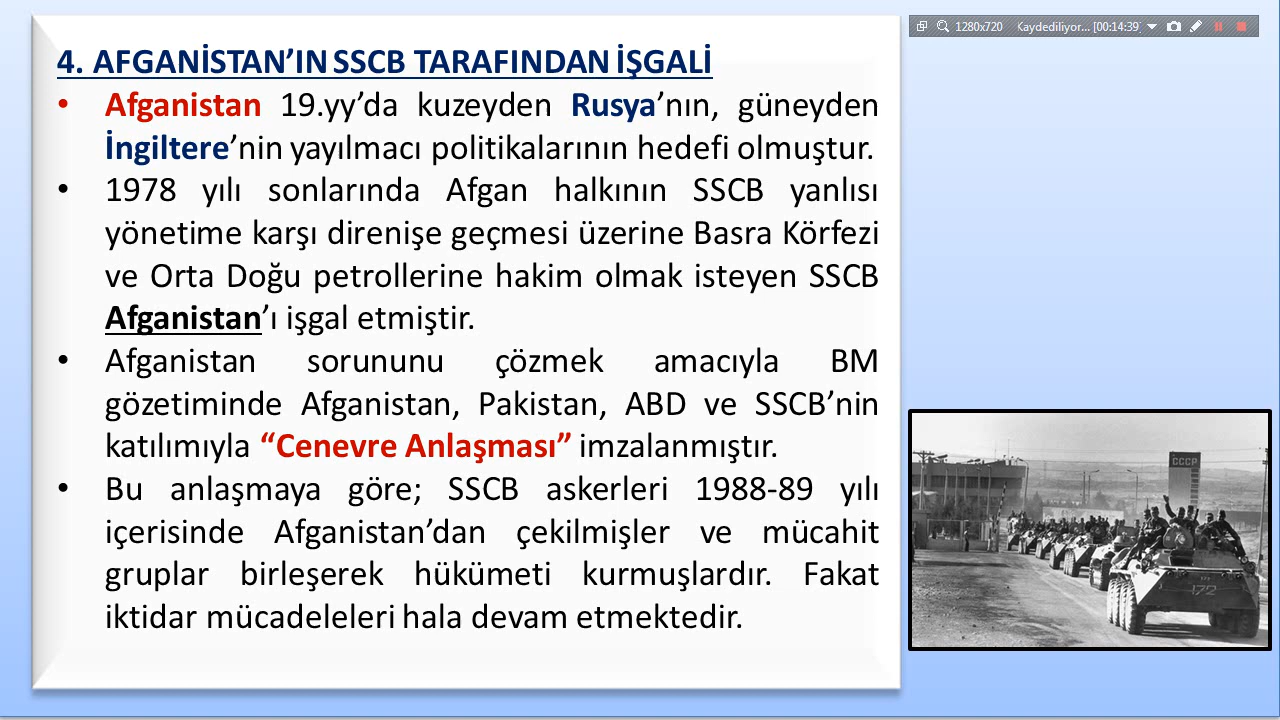 4. AFGANİSTAN’IN SSCB TARAFINDAN İŞGALİ
• Afganistan 19.yy’da kuzeyden Rusya’nın, güneyden
İngiltere’nin yayılmacı politikalarının hedefi olmuştur.
• 1978 yılı sonlarında Afgan halkının SSCB yanlısı
yönetime karşı direnişe geçmesi üzerine Basra Körfezi
ve Orta Doğu petrollerine hakim olmak isteyen SSCB
Afganistan’ı işgal etmiştir.
• Afganistan sorununu çözmek amacıyla BM
gözetiminde Afganistan, Pakistan, ABD ve SSCB’nin
katılımıyla “Cenevre Anlaşması” imzalanmıştır.
• Bu anlaşmaya göre; SSCB askerleri 1988-89 yılı
içerisinde Afganistan’dan çekilmişler ve mücahit
gruplar birleşerek hükümeti kurmuşlardır. Fakat
iktidar mücadeleleri hala devam etmektedir.
1280x720 Kaydediliyor... [00:14:39]
СССР
172